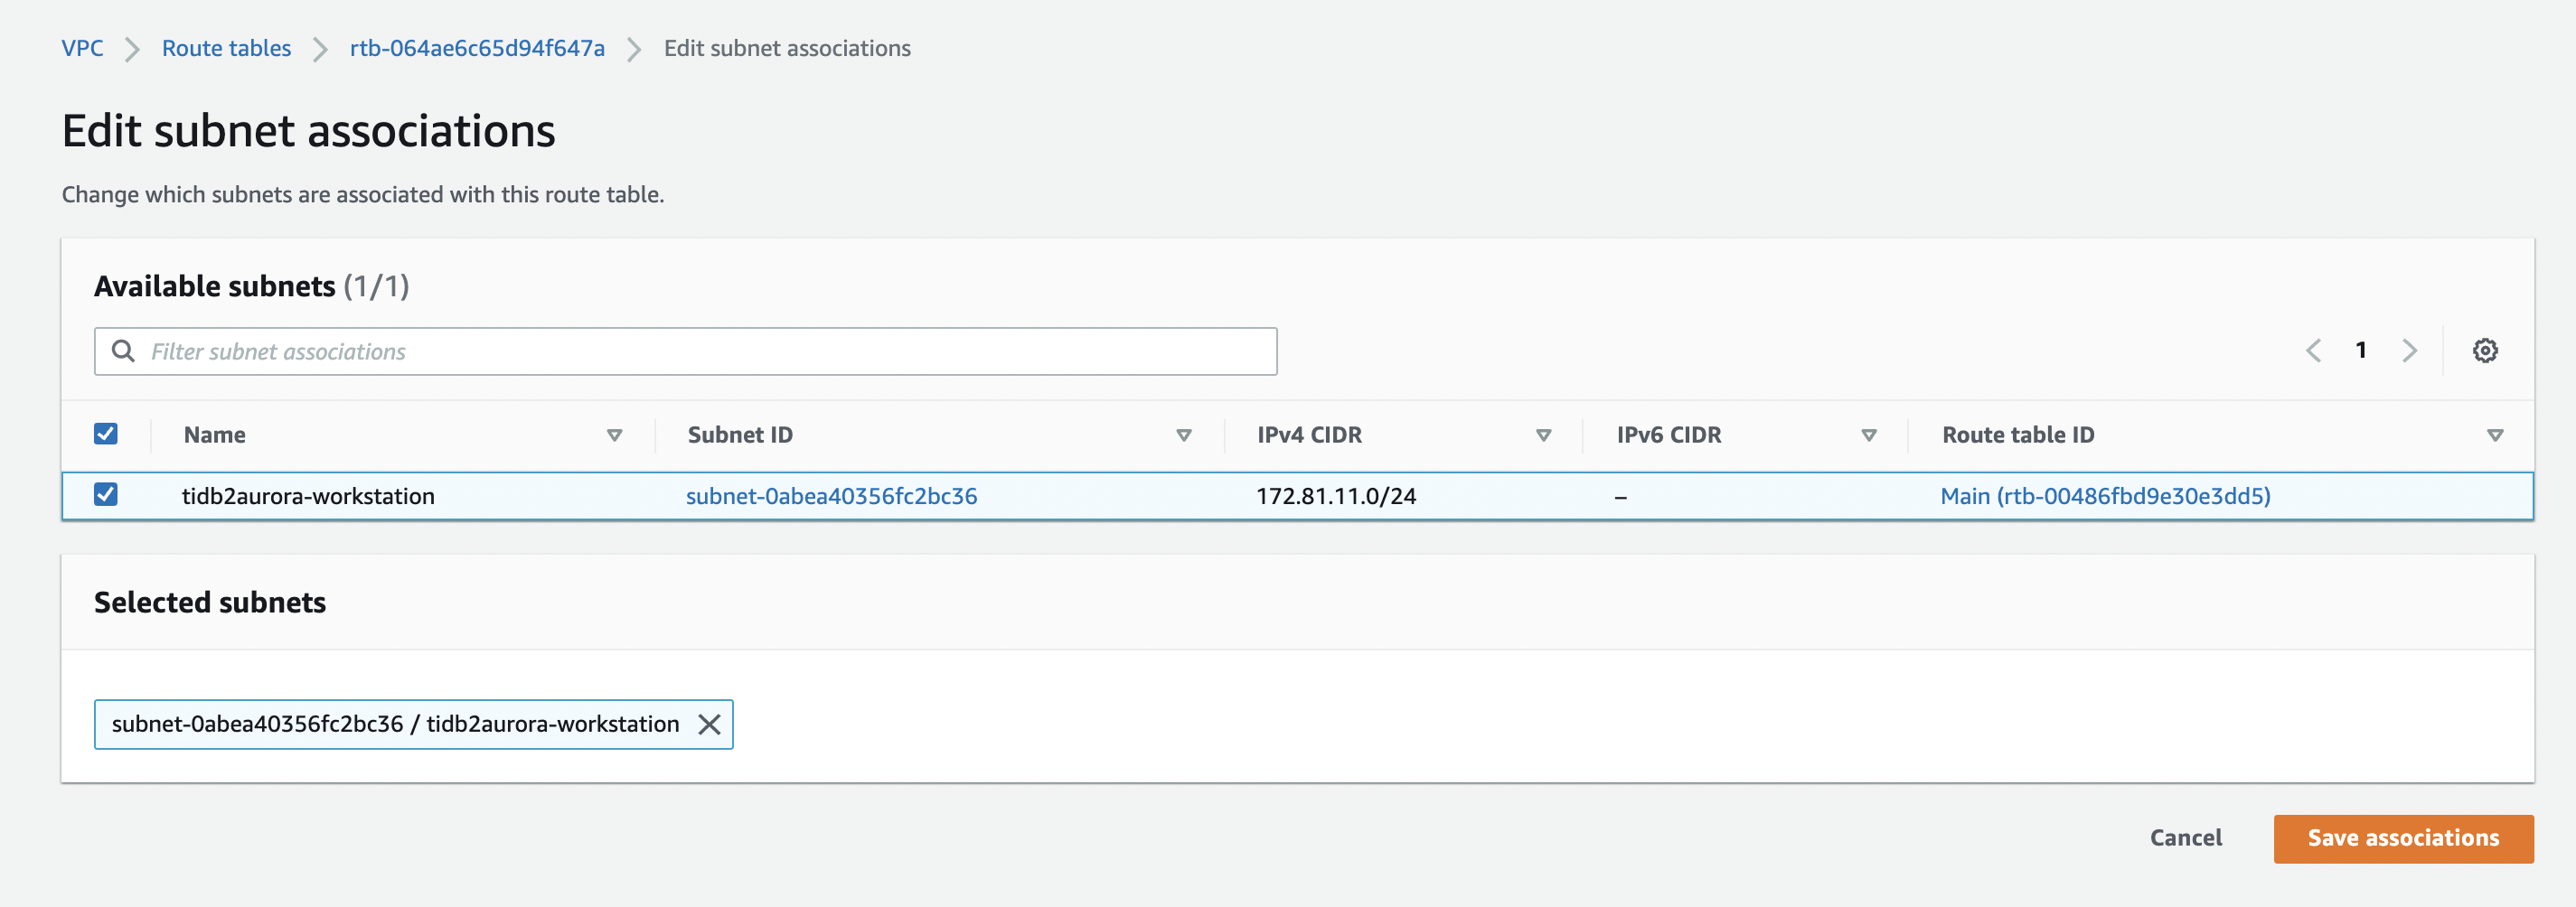 VPC > Route tables > rtb-064ae6c65d94f647a > Edit subnet associations
Edit subnet associations
Change which subnets are associated with this route table.
Available subnets (1/1)
Filter subnet associations
1
Name Subnet ID IPv4 CIDR IPv6 CIDR Route table ID
tidb2aurora-workstation subnet-0abea40356fc2bc36 172.81.11.0/24 – Main (rtb-00486fbd9e30e3dd5)
Selected subnets
subnet-0abea40356fc2bc36 / tidb2aurora-workstation
Cancel Save associations